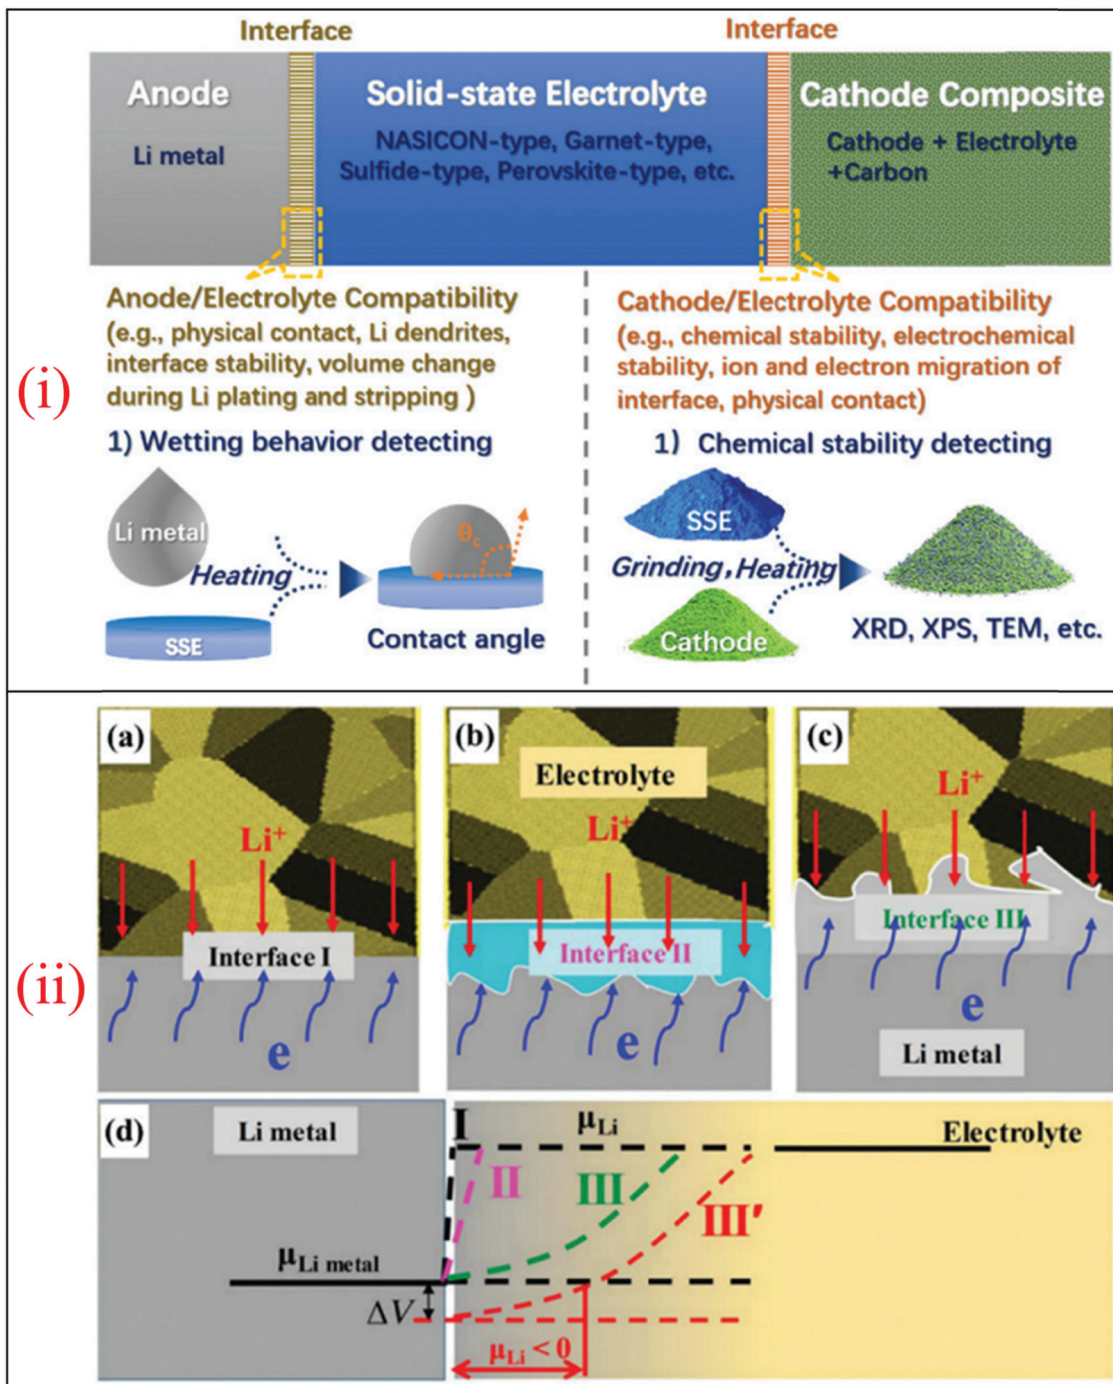 Interface
Interface
Anode
Li metal
Solid-state Electrolyte
NASICON-type, Garnet-type,
Sulfide-type, Perovskite-type, etc.
Cathode Composite
Cathode + Electrolyte
+Carbon
(i)
Anode/Electrolyte Compatibility
(e.g., physical contact, Li dendrites,
interface stability, volume change
during Li plating and stripping )
1) Wetting behavior detecting
Li metal
Heating
SSE
θc
Contact angle
Cathode/Electrolyte Compatibility
(e.g., chemical stability, electrochemical
stability, ion and electron migration of
interface, physical contact)
1) Chemical stability detecting
SSE
Grinding, Heating
Cathode
XRD, XPS, TEM, etc.
(ii)
(a)
Li⁺
Interface I
e
(b)
Electrolyte
Li⁺
Interface II
e
(c)
Li⁺
Interface III
e
Li metal
(d)
Li metal
I
μLi
Electrolyte
II
III
III'
μLi metal
ΔV
μLi < 0